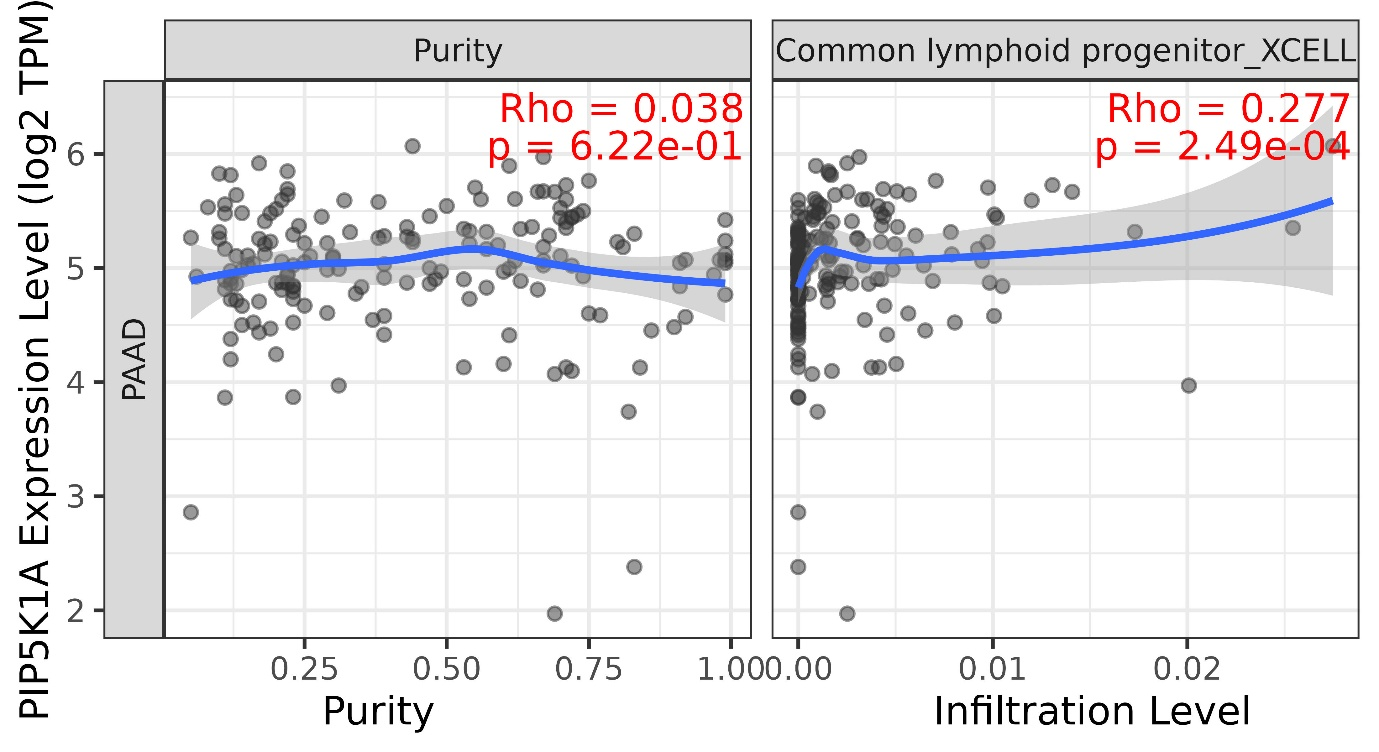 PIP5K1A Expression Level (log2 TPM)
PAAD
Purity
Common lymphoid progenitor_XCELL
Rho = 0.038
p = 6.22e-01
Rho = 0.277
p = 2.49e-04
6
5
4
3
2
0.25 0.50 0.75 1.00
0.00 0.01 0.02
Purity
Infiltration Level